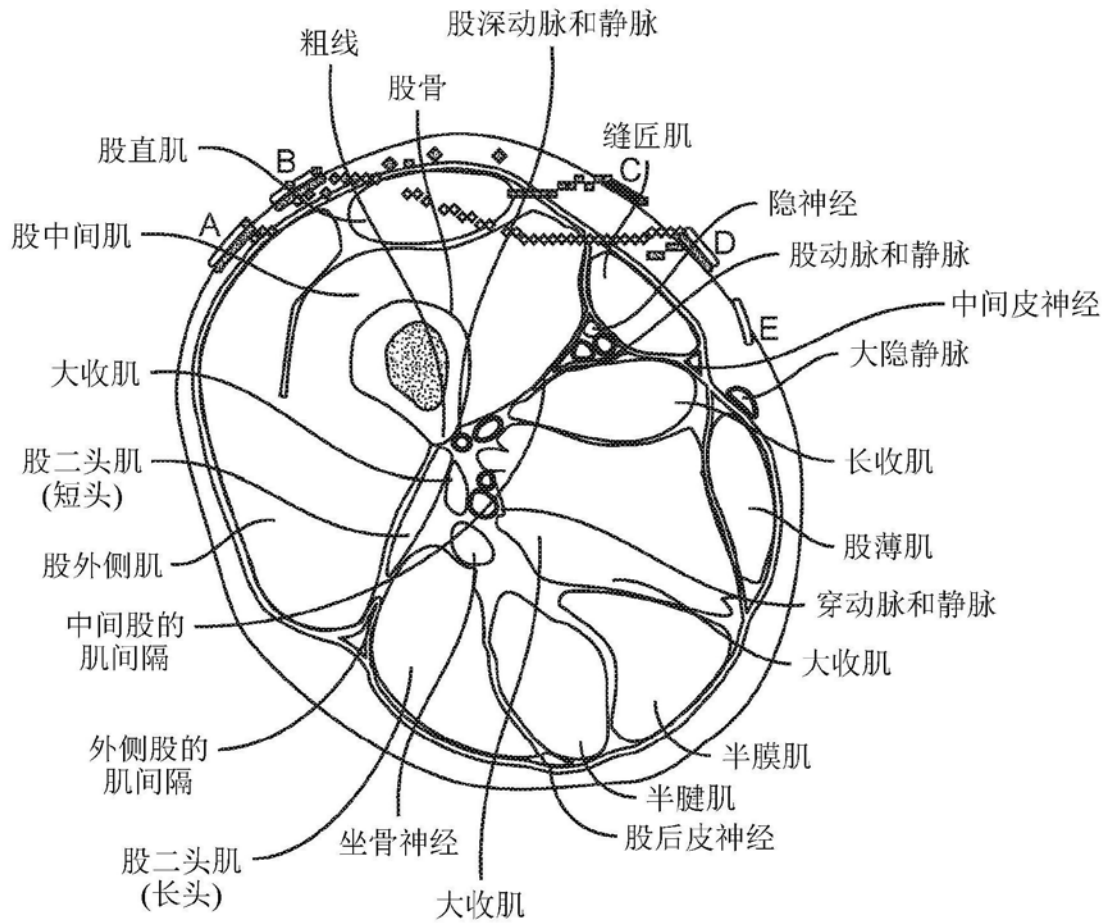 股深动脉和静脉
粗线
股骨
缝匠肌
股直肌
B
C
隐神经
A
D
股中间肌
股动脉和静脉
中间皮神经
E
大隐静脉
大收肌
股二头肌
(短头)
长收肌
股外侧肌
股薄肌
穿动脉和静脉
中间股的
肌间隔
大收肌
外侧股的
肌间隔
半膜肌
半腱肌
股后皮神经
坐骨神经
股二头肌
(长头)
大收肌